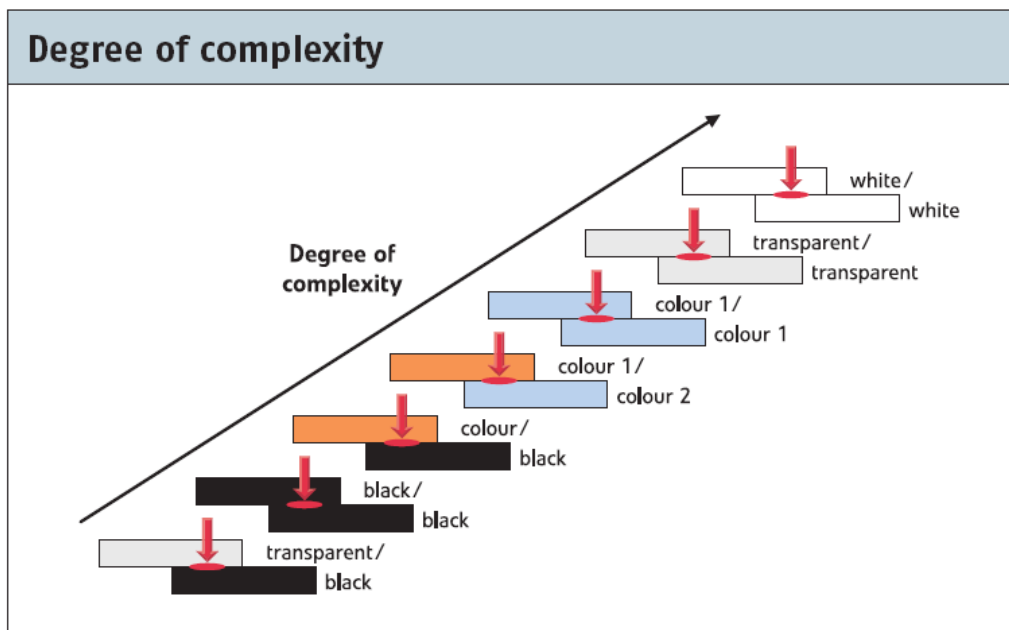 Degree of complexity
white/
white
transparent/
transparent
Degree of
complexity
colour 1/
colour 1
colour 1/
colour 2
colour/
black
black/
black
transparent/
black